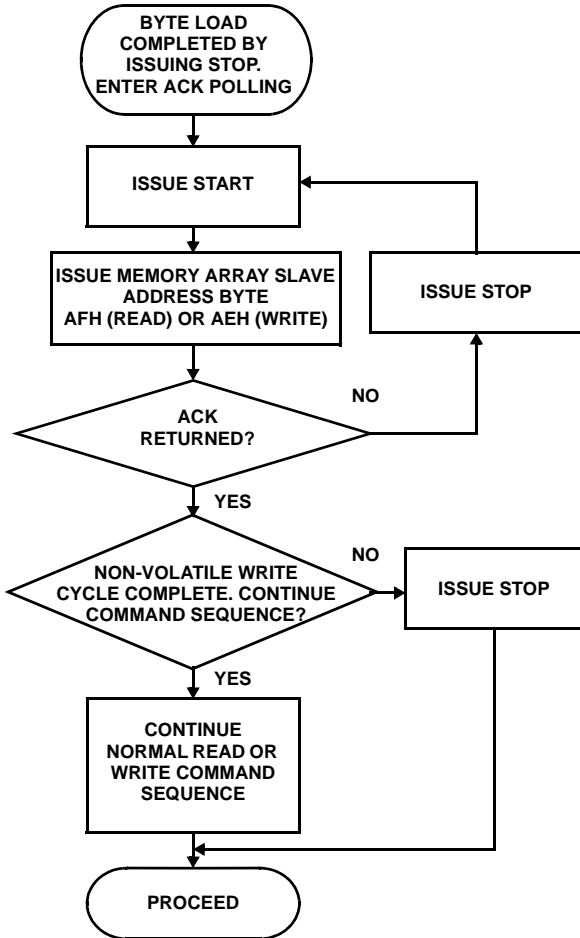 BYTE LOAD
COMPLETED BY
ISSUING STOP.
ENTER ACK POLLING
ISSUE START
ISSUE MEMORY ARRAY SLAVE
ADDRESS BYTE
AFH (READ) OR AEH (WRITE)
ISSUE STOP
NO
ACK
RETURNED?
YES
NO
NON-VOLATILE WRITE
CYCLE COMPLETE. CONTINUE
COMMAND SEQUENCE?
ISSUE STOP
YES
CONTINUE
NORMAL READ OR
WRITE COMMAND
SEQUENCE
PROCEED